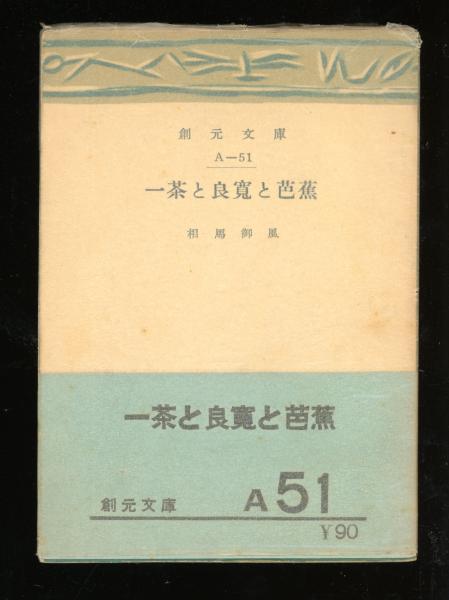 創元文庫
A—51
一茶と良寛と芭蕉
相馬御風
一茶と良寛と芭蕉
創元文庫 A51
¥90